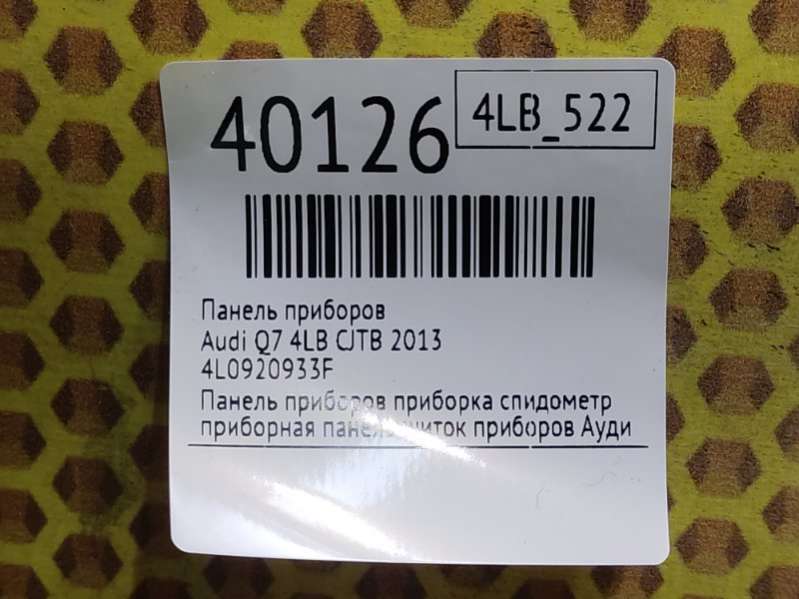 40126
4LB_522
Панель приборов
Audi Q7 4LB CJTB 2013
4L0920933F
Панель приборов приборка спидометр
приборная панель щиток приборов Ауди